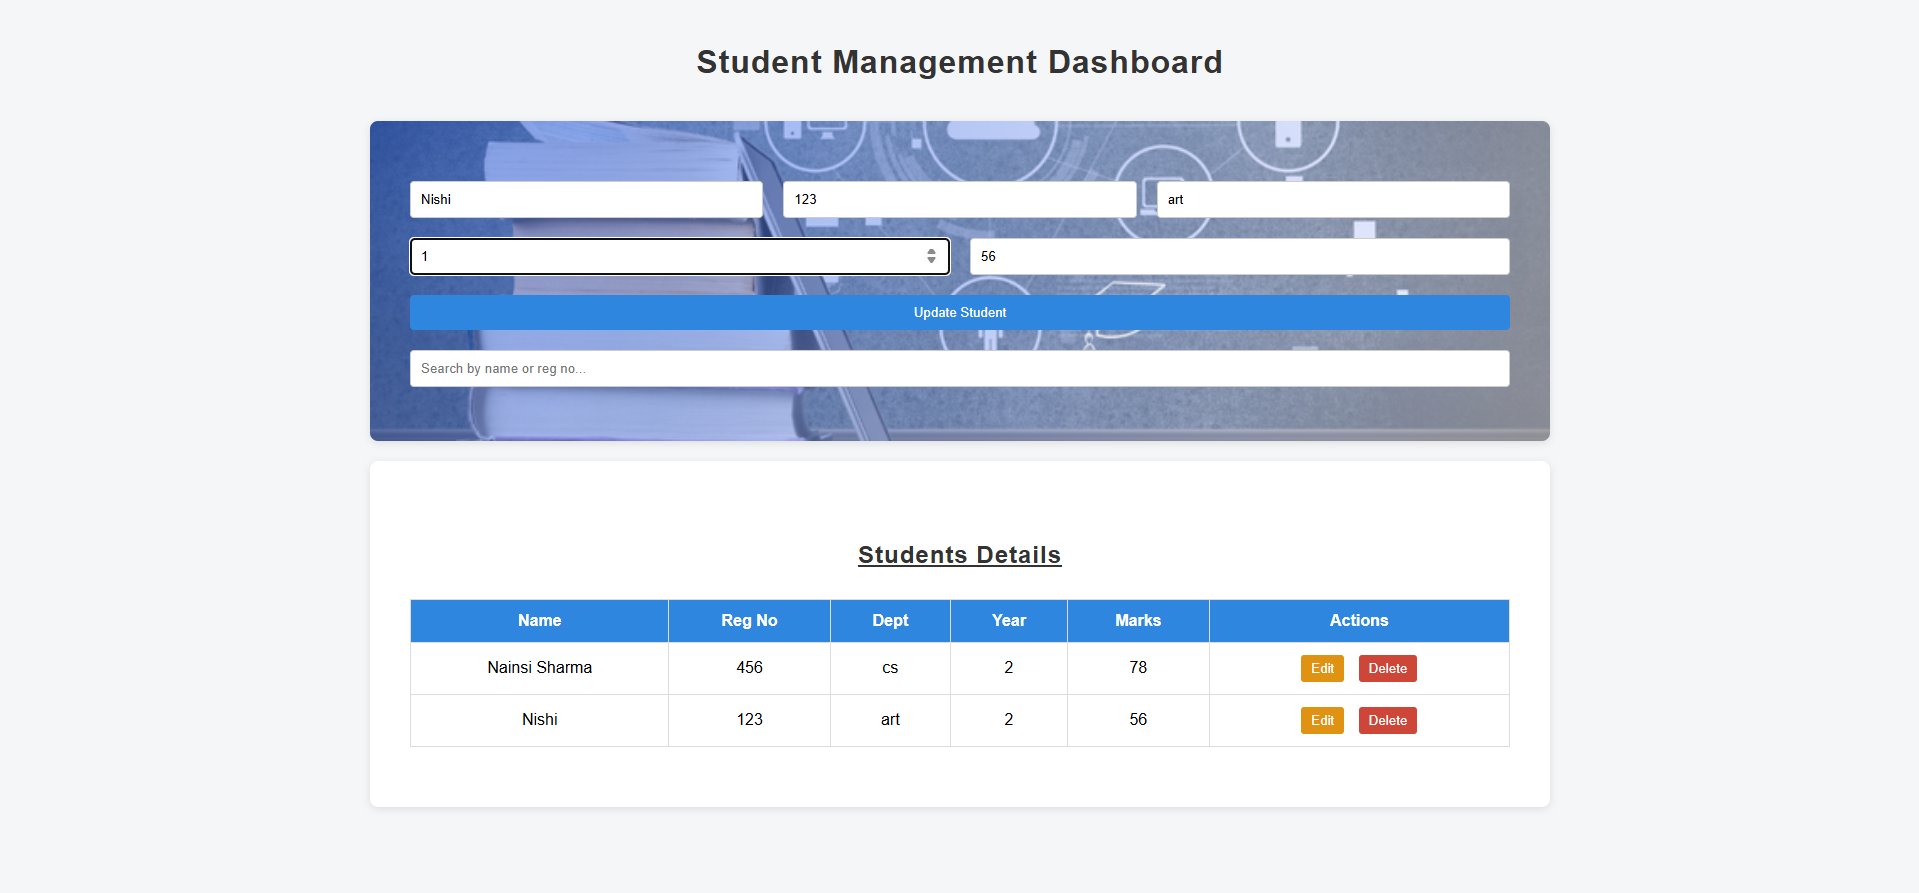 Student Management Dashboard
Nishi 123 art
1 56
Update Student
Search by name or reg no...
Students Details
Name Reg No Dept Year Marks Actions
Nainsi Sharma 456 cs 2 78 Edit Delete
Nishi 123 art 2 56 Edit Delete